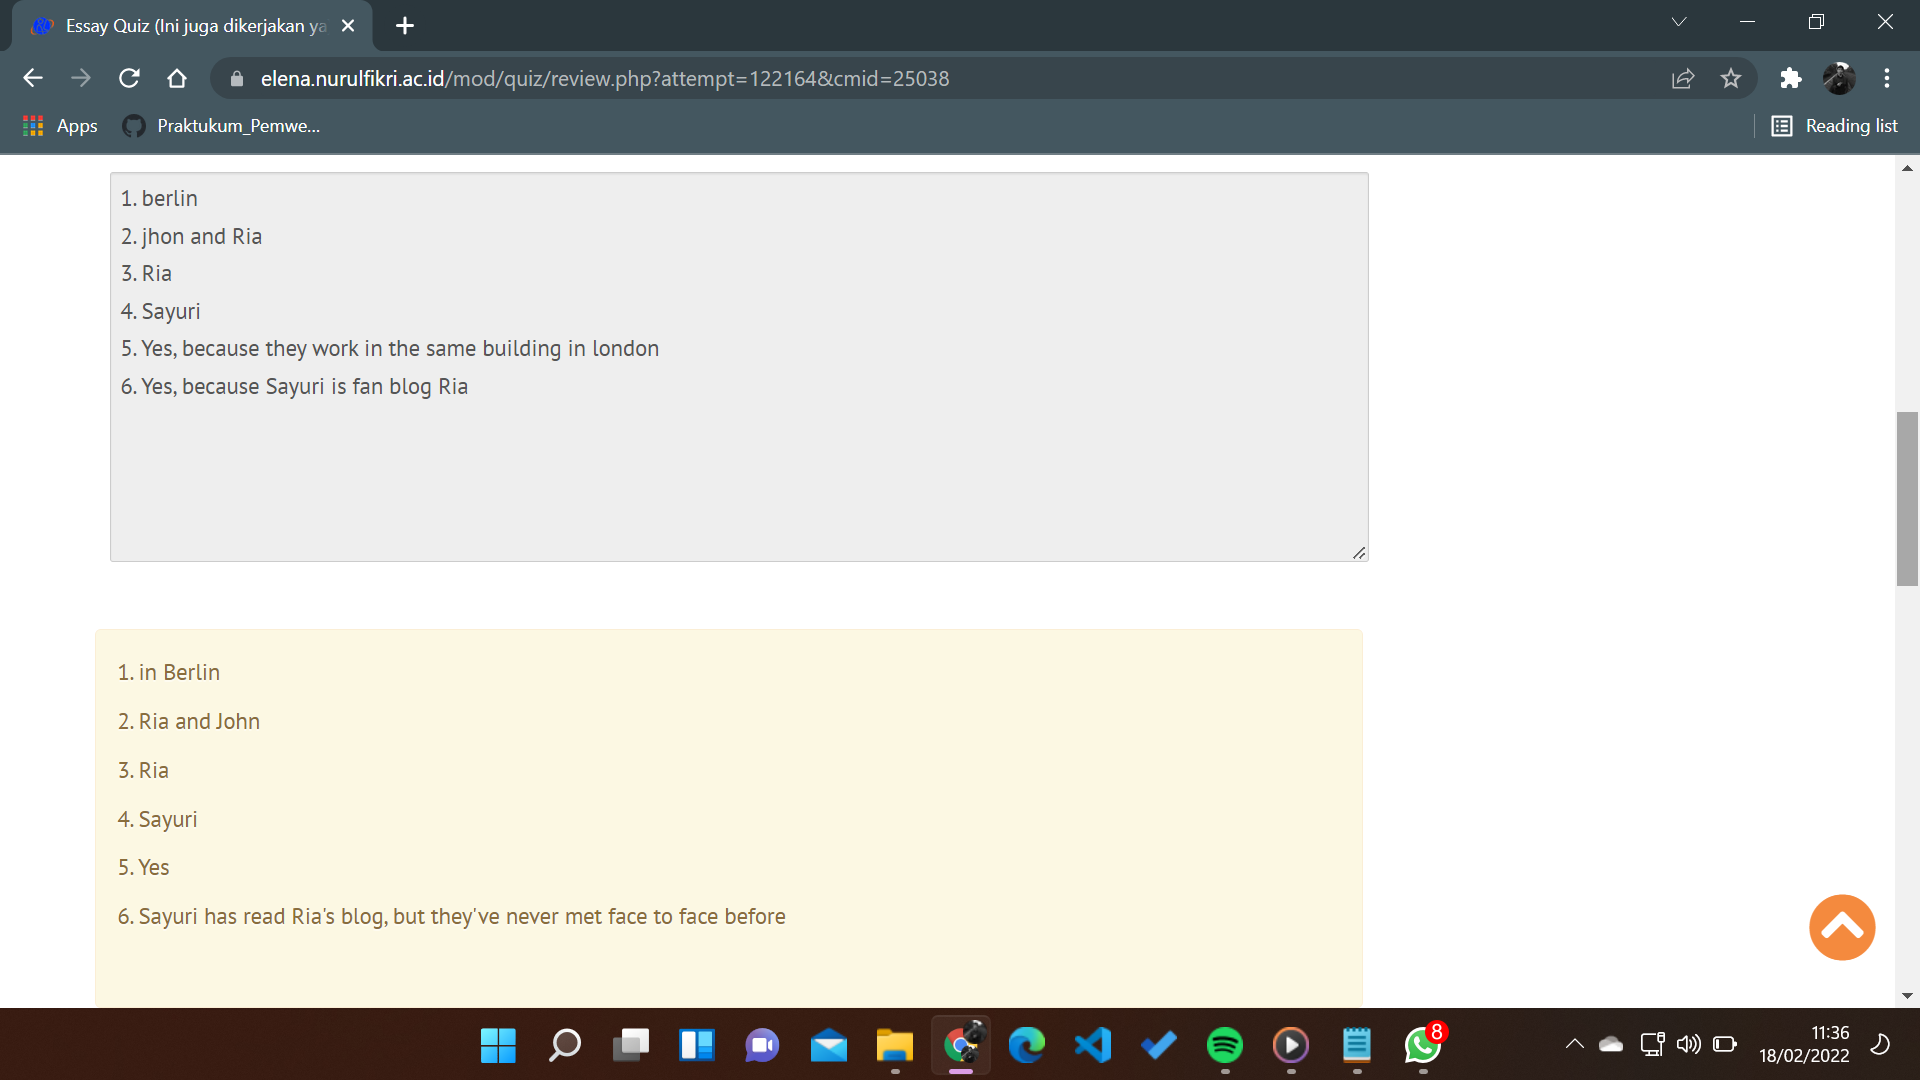 Essay Quiz (Ini juga dikerjakan ya
elena.nurulfikri.ac.id/mod/quiz/review.php?attempt=122164&cmid=25038
Apps
Praktukum_Pemwe...
Reading list
1. berlin
2. jhon and Ria
3. Ria
4. Sayuri
5. Yes, because they work in the same building in london
6. Yes, because Sayuri is fan blog Ria
1. in Berlin
2. Ria and John
3. Ria
4. Sayuri
5. Yes
6. Sayuri has read Ria's blog, but they've never met face to face before
8
11:36
18/02/2022